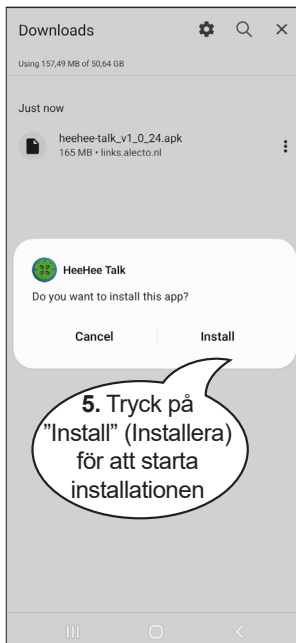 Downloads
Using 157,49 MB of 50,64 GB
Just now
heehee-talk_v1_0_24.apk
165 MB • links.alecto.nl
HeeHee Talk
Do you want to install this app?
Cancel Install
5. Tryck på
”Install” (Installera)
för att starta
installationen